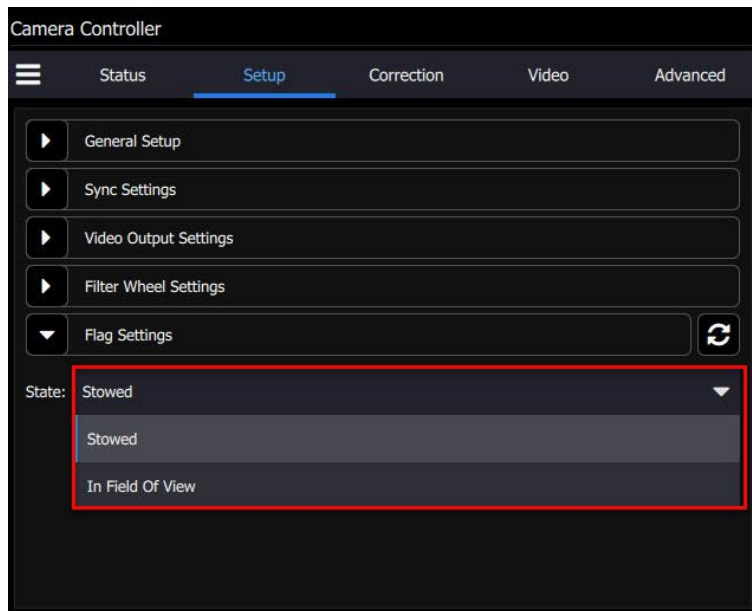 Camera Controller
Status Setup Correction Video Advanced
General Setup
Sync Settings
Video Output Settings
Filter Wheel Settings
Flag Settings
State: Stowed
Stowed
In Field Of View